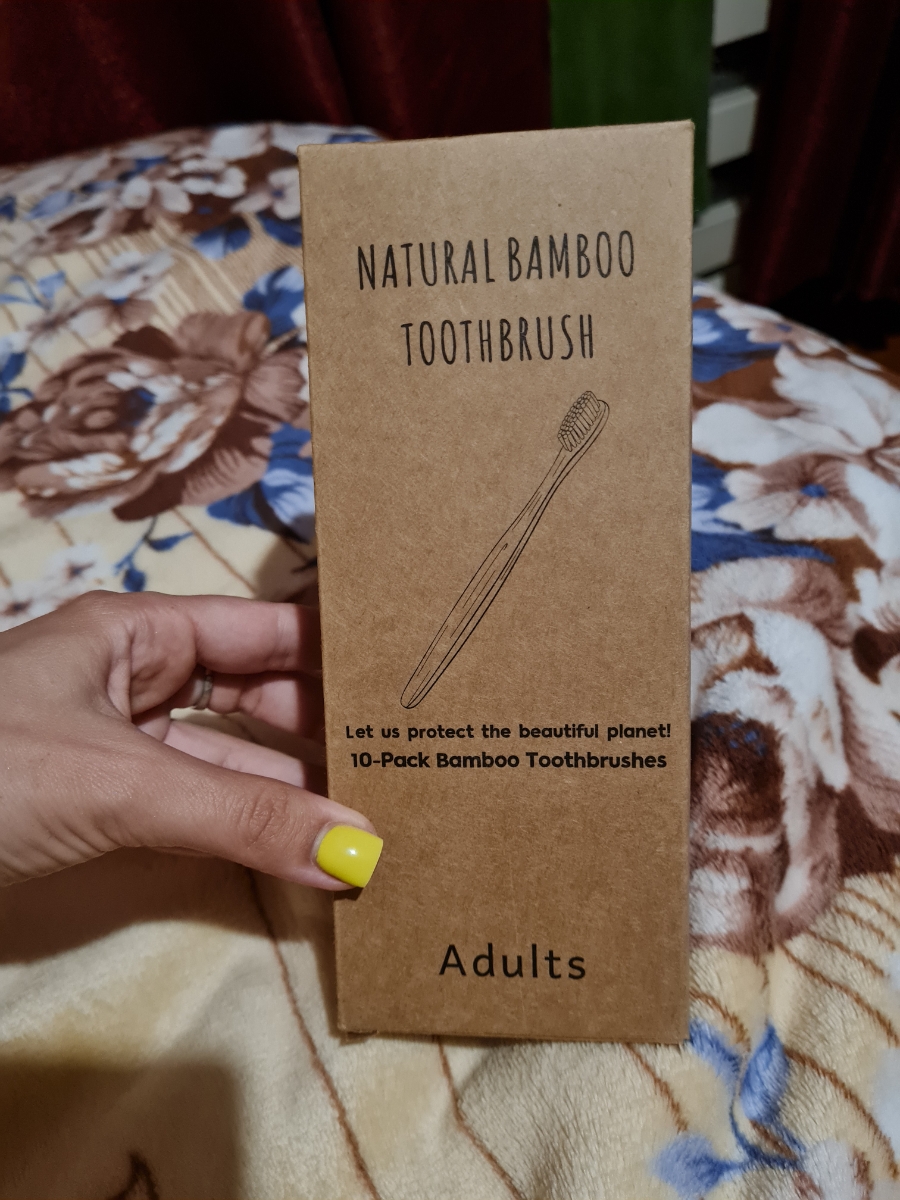 NATURAL BAMBOO
TOOTHBRUSH
Let us protect the beautiful planet!
10-Pack Bamboo Toothbrushes
Adults